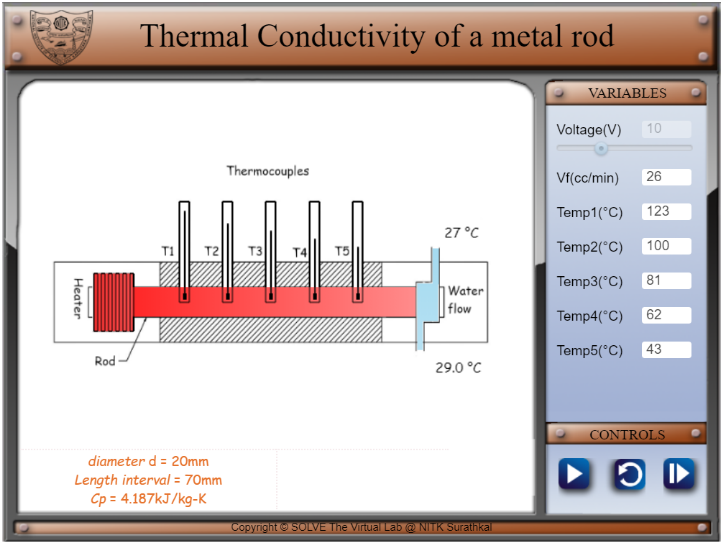 Thermal Conductivity of a metal rod
VARIABLES
Voltage(V) 10
Vf(cc/min) 26
Temp1(°C) 123
Temp2(°C) 100
Temp3(°C) 81
Temp4(°C) 62
Temp5(°C) 43
Thermocouples
27 °C
T1 T2 T3 T4 T5
Heater
Water
flow
Rod
29.0 °C
diameter d = 20mm
Length interval = 70mm
Cp = 4.187kJ/kg-K
CONTROLS
Copyright © SOLVE The Virtual Lab @ NITK Surathkal